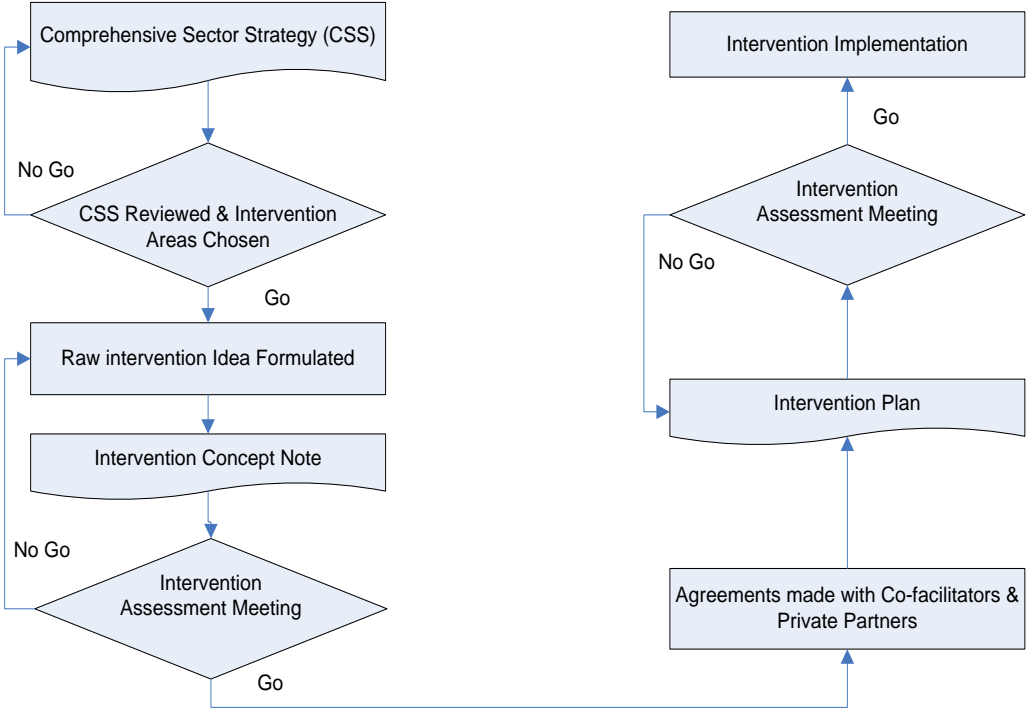 Comprehensive Sector Strategy (CSS)
No Go
CSS Reviewed & Intervention
Areas Chosen
Go
Raw intervention Idea Formulated
Intervention Concept Note
No Go
Intervention
Assessment Meeting
Go
Agreements made with Co-facilitators &
Private Partners
Intervention Plan
No Go
Intervention
Assessment Meeting
Go
Intervention Implementation